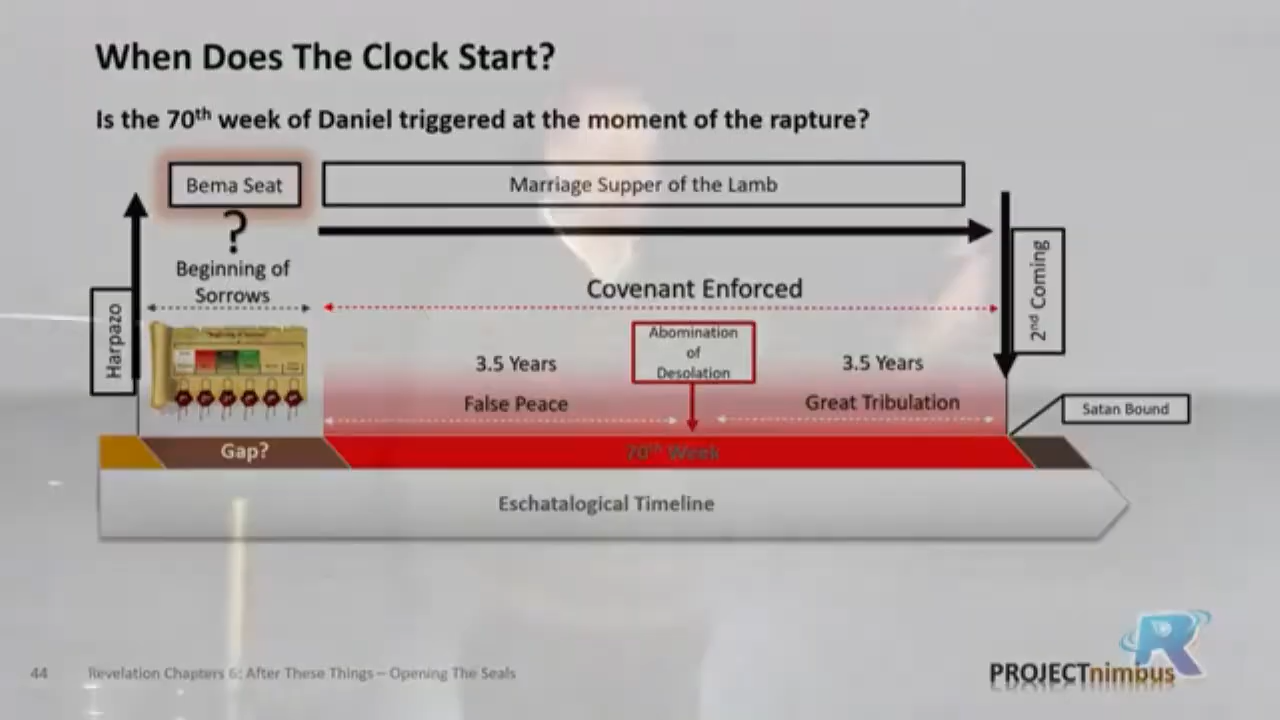 When Does The Clock Start?
Is the 70th week of Daniel triggered at the moment of the rapture?
Bema Seat
Marriage Supper of the Lamb
?
Beginning of
Sorrows
Covenant Enforced
Harpazo
2nd Coming
Abomination
of
Desolation
3.5 Years
3.5 Years
False Peace
Great Tribulation
Satan Bound
Gap?
70th Week
Eschatalogical Timeline
44
Revelation Chapters 6: After These Things – Opening The Seals
PROJECTnimbus